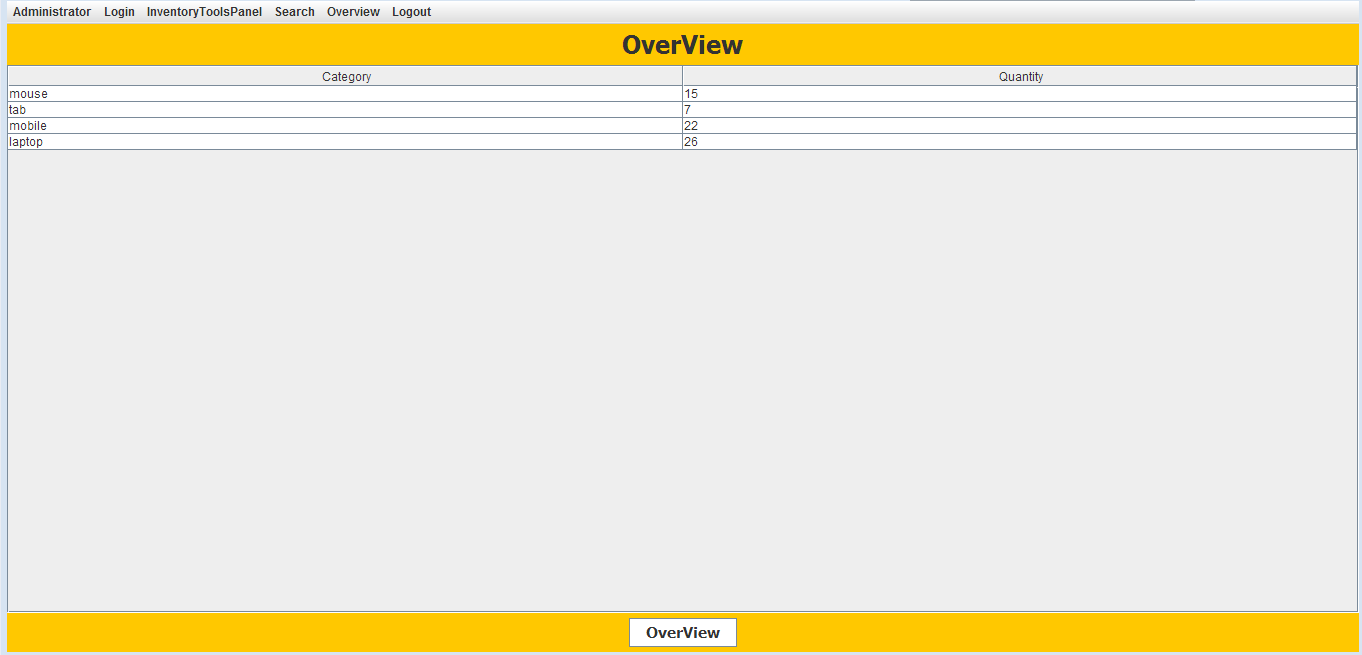 Administrator Login InventoryToolsPanel Search Overview Logout
OverView
Category Quantity
mouse 15
tab 7
mobile 22
laptop 26
OverView